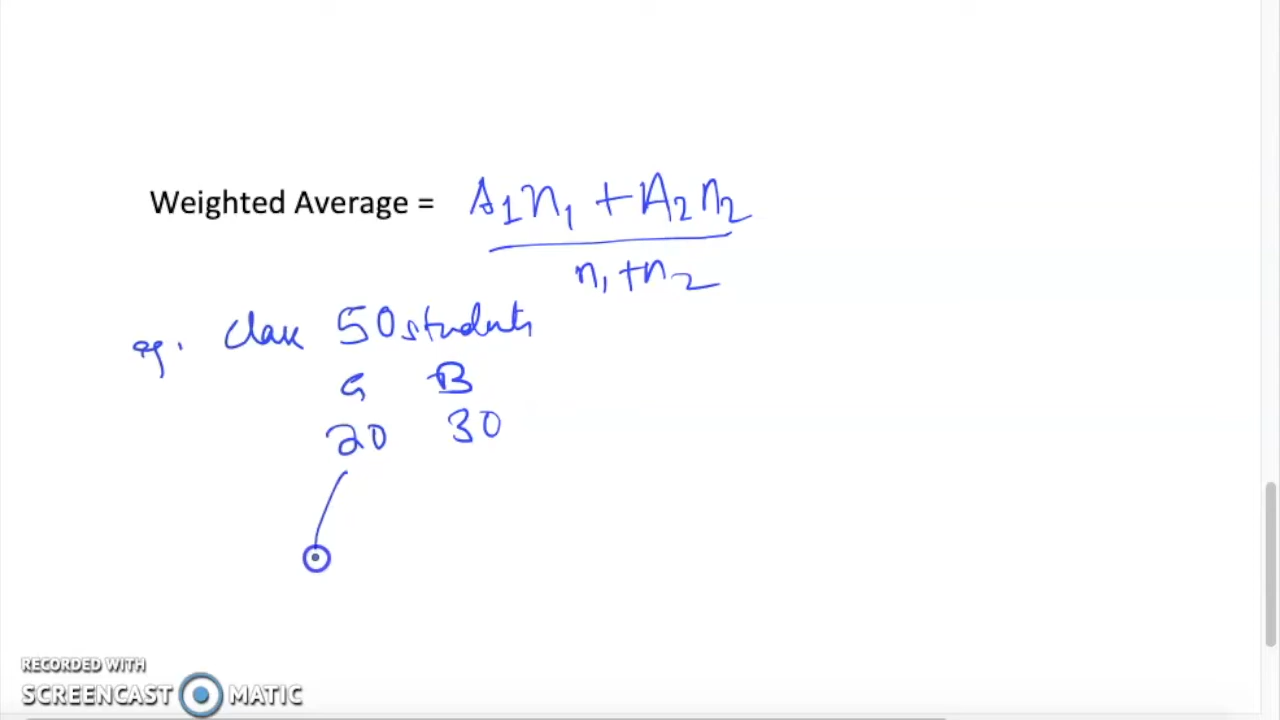 Weighted Average = A₁n₁ + A₂n₂
n₁ + n₂
eg. Class 50 students
G B
20 30
RECORDED WITH
SCREENCAST MATIC